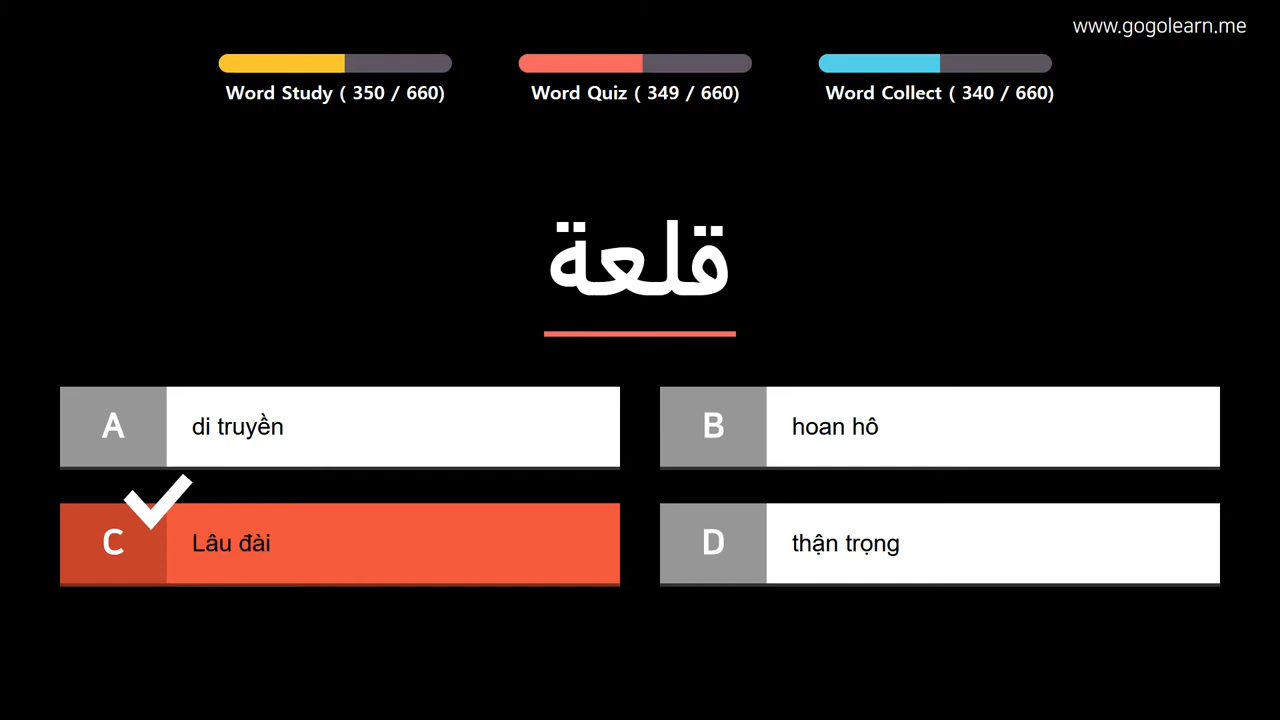 www.gogolearn.me
Word Study ( 350 / 660)
Word Quiz ( 349 / 660)
Word Collect ( 340 / 660)
قلعة
A
di truyền
B
hoan hô
C
Lâu đài
D
thận trọng